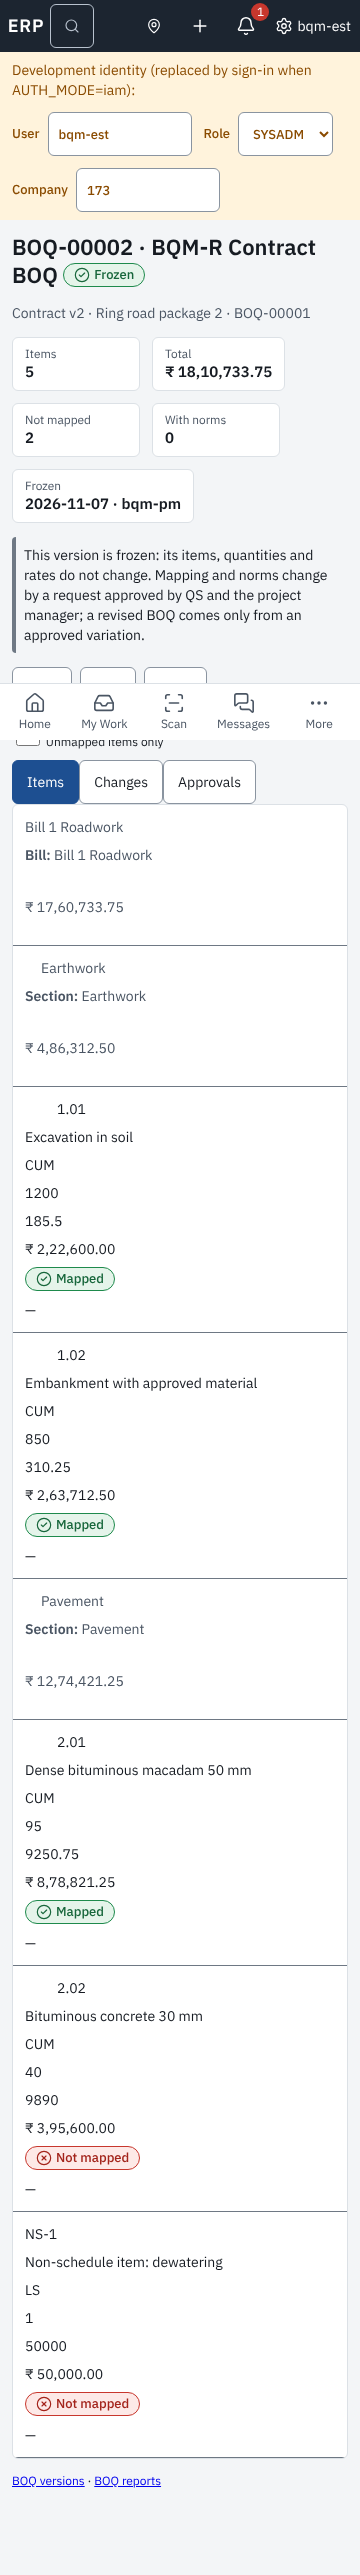 ERP
1
bqm-est
Development identity (replaced by sign-in when
AUTH_MODE=iam):
User bqm-est Role SYSADM
Company 173
BOQ-00002 · BQM-R Contract
BOQ Frozen
Contract v2 · Ring road package 2 · BOQ-00001
Items
5
Total
₹ 18,10,733.75
Not mapped
2
With norms
0
Frozen
2026-11-07 · bqm-pm
This version is frozen: its items, quantities and
rates do not change. Mapping and norms change
by a request approved by QS and the project
manager; a revised BOQ comes only from an
approved variation.
Home My Work Scan Messages More
Unmapped items only
Items Changes Approvals
Bill 1 Roadwork
Bill: Bill 1 Roadwork
₹ 17,60,733.75
Earthwork
Section: Earthwork
₹ 4,86,312.50
1.01
Excavation in soil
CUM
1200
185.5
₹ 2,22,600.00
Mapped
—
1.02
Embankment with approved material
CUM
850
310.25
₹ 2,63,712.50
Mapped
—
Pavement
Section: Pavement
₹ 12,74,421.25
2.01
Dense bituminous macadam 50 mm
CUM
95
9250.75
₹ 8,78,821.25
Mapped
—
2.02
Bituminous concrete 30 mm
CUM
40
9890
₹ 3,95,600.00
Not mapped
—
NS-1
Non-schedule item: dewatering
LS
1
50000
₹ 50,000.00
Not mapped
—
BOQ versions · BOQ reports